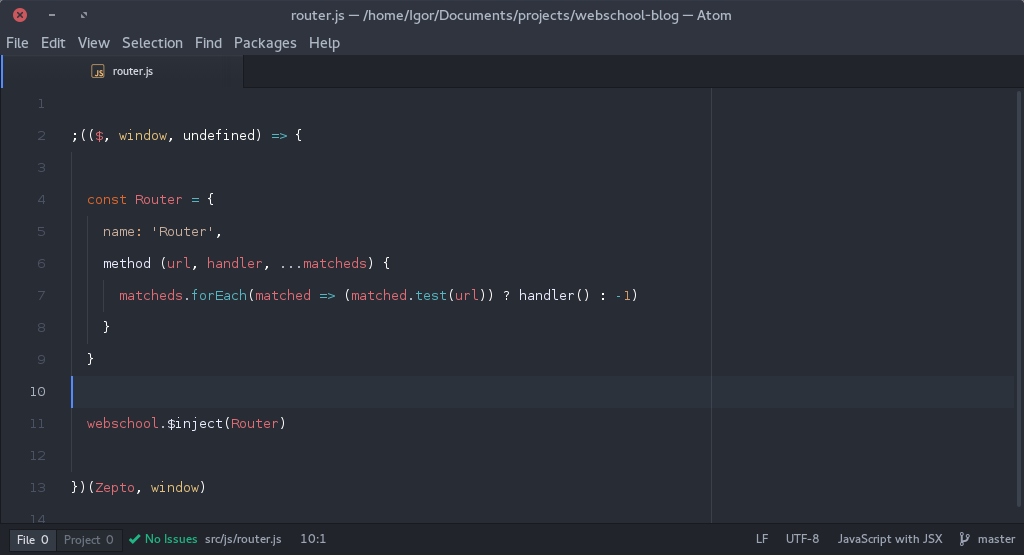 router.js — /home/Igor/Documents/projects/webschool-blog — Atom
File Edit View Selection Find Packages Help
JS router.js
1
2 ;(($, window, undefined) => {
3
4 const Router = {
5 name: 'Router',
6 method (url, handler, ...matcheds) {
7 matcheds.forEach(matched => (matched.test(url)) ? handler() : -1)
8 }
9 }
10
11 webschool.$inject(Router)
12
13 })(Zepto, window)
14
File 0 Project 0 No Issues src/js/router.js 10:1 LF UTF-8 JavaScript with JSX master